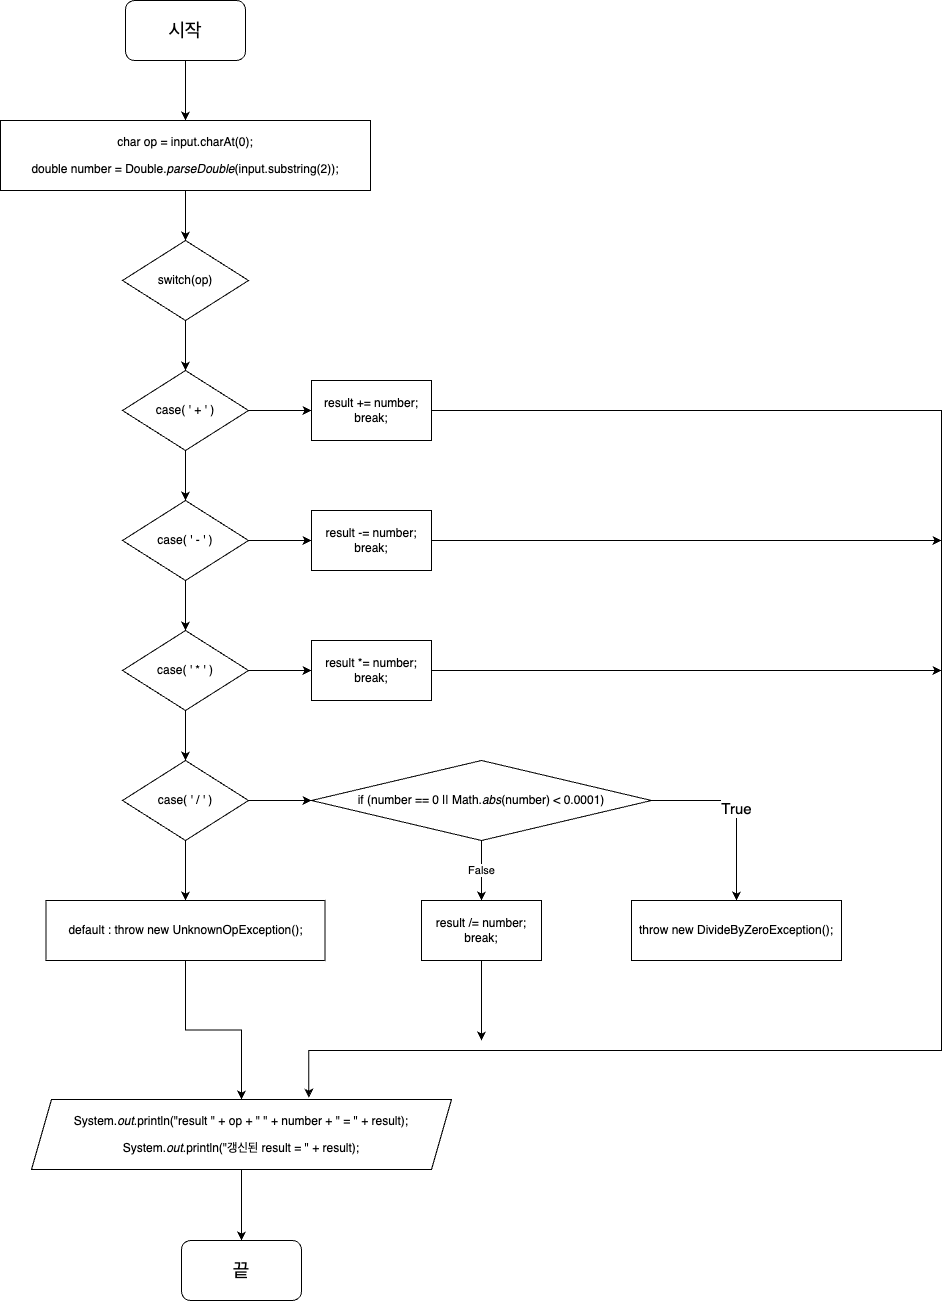 시작
char op = input.charAt(0);
double number = Double.parseDouble(input.substring(2));
switch(op)
case( ' + ' )
result += number;
break;
case( ' - ' )
result -= number;
break;
case( ' * ' )
result *= number;
break;
case( ' / ' )
if (number == 0 || Math.abs(number) < 0.0001)
True
False
default : throw new UnknownOpException();
result /= number;
break;
throw new DivideByZeroException();
System.out.println("result " + op + " " + number + " = " + result);
System.out.println("갱신된 result = " + result);
끝